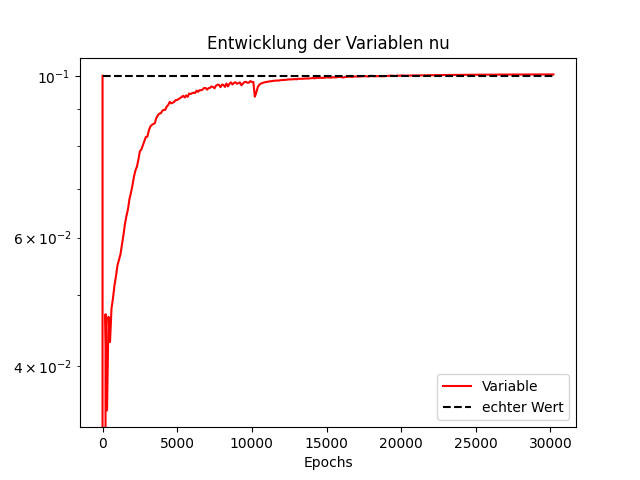 Entwicklung der Variablen nu
10⁻¹
6 × 10⁻²
4 × 10⁻²
0 5000 10000 15000 20000 25000 30000
Epochs
Variable
echter Wert